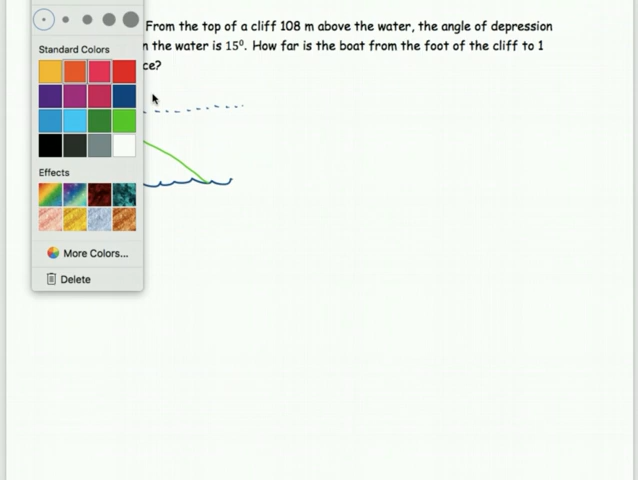 From the top of a cliff 108 m above the water, the angle of depression
n the water is 15⁰. How far is the boat from the foot of the cliff to 1
ce?
Standard Colors
Effects
More Colors...
Delete